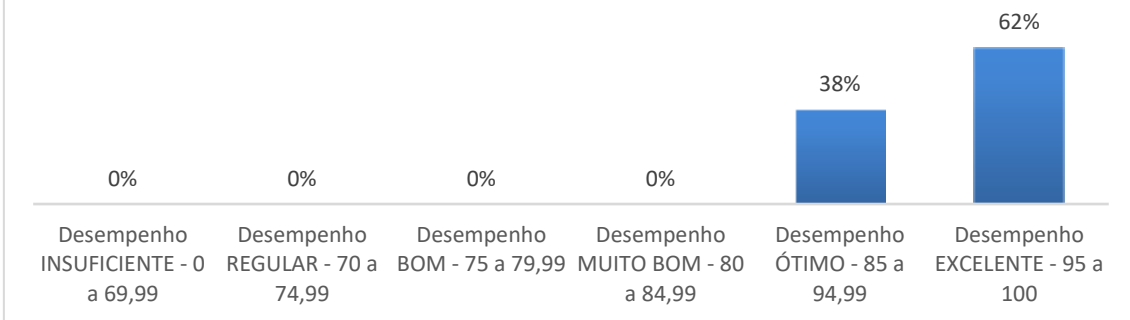 62%
38%
0%
0%
0%
0%
Desempenho
INSUFICIENTE - 0
a 69,99
Desempenho
REGULAR - 70 a
74,99
Desempenho
BOM - 75 a 79,99
Desempenho
MUITO BOM - 80
a 84,99
Desempenho
ÓTIMO - 85 a
94,99
Desempenho
EXCELENTE - 95 a
100